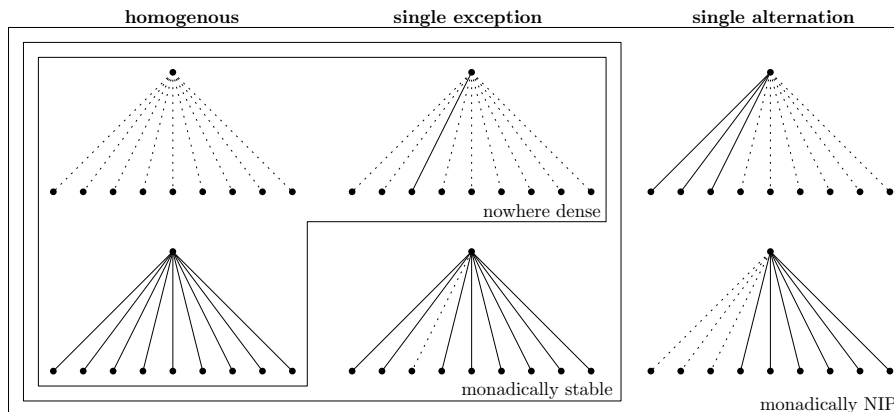 homogenous
single exception
single alternation
nowhere dense
monadically stable
monadically NIP